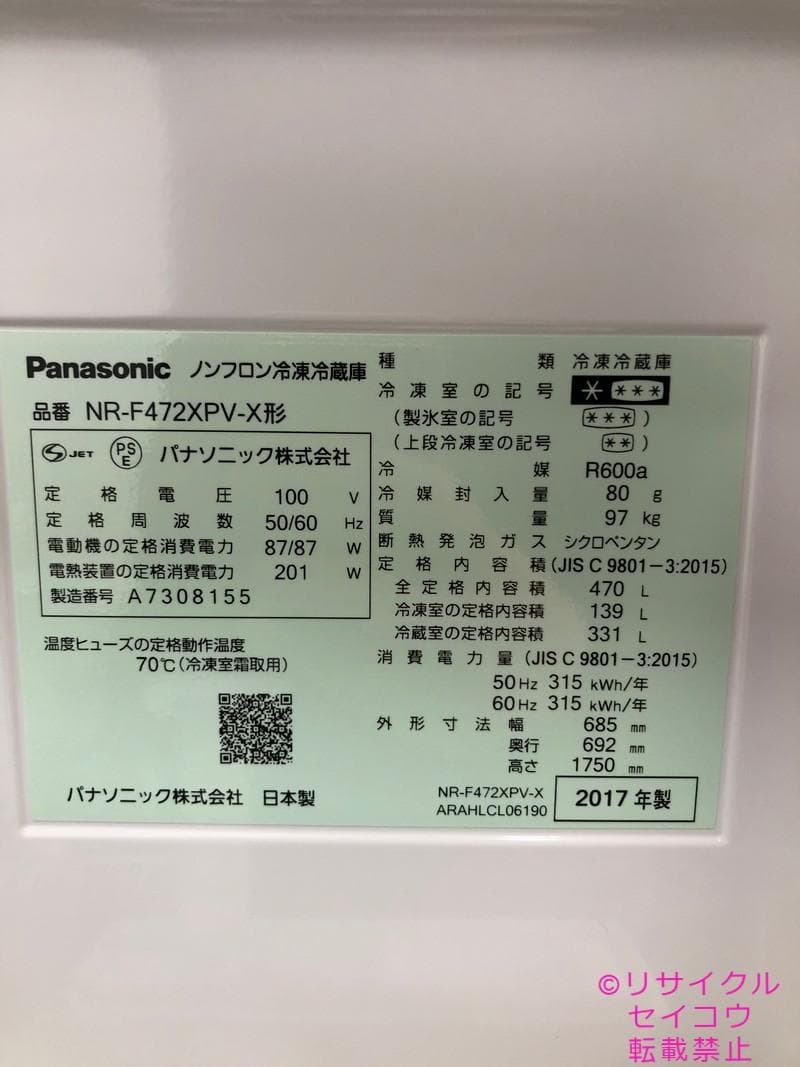 Panasonic ノンフロン冷凍冷蔵庫
品番 NR-F472XPV-X形
JET PSE パナソニック株式会社
定格電圧 100 V
定格周波数 50/60 Hz
電動機の定格消費電力 87/87 W
電熱装置の定格消費電力 201 W
製造番号 A7308155
温度ヒューズの定格動作温度
70℃(冷凍室霜取用)
パナソニック株式会社 日本製
種類 冷凍冷蔵庫
冷凍室の記号 * ***
(製氷室の記号 *** )
(上段冷凍室の記号 ** )
冷媒 R600a
冷媒封入量 80 g
質量 97 kg
断熱発泡ガス シクロペンタン
定格内容積(JIS C 9801-3:2015)
全定格内容積 470 L
冷凍室の定格内容積 139 L
冷蔵室の定格内容積 331 L
消費電力量(JIS C 9801-3:2015)
50Hz 315 kWh/年
60Hz 315 kWh/年
外形寸法幅 685 mm
奥行 692 mm
高さ 1750 mm
NR-F472XPV-X
ARAHLCL06190
2017年製
©リサイクル
セイコウ
転載禁止